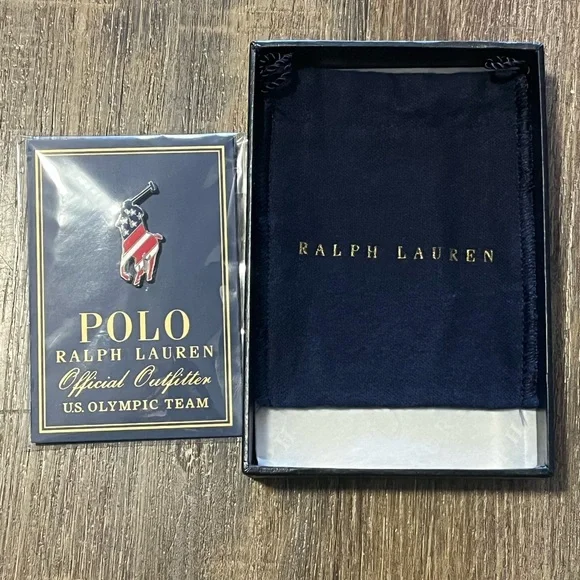 POLO
RALPH LAUREN
Official Outfitter
U.S. OLYMPIC TEAM
RALPH LAUREN